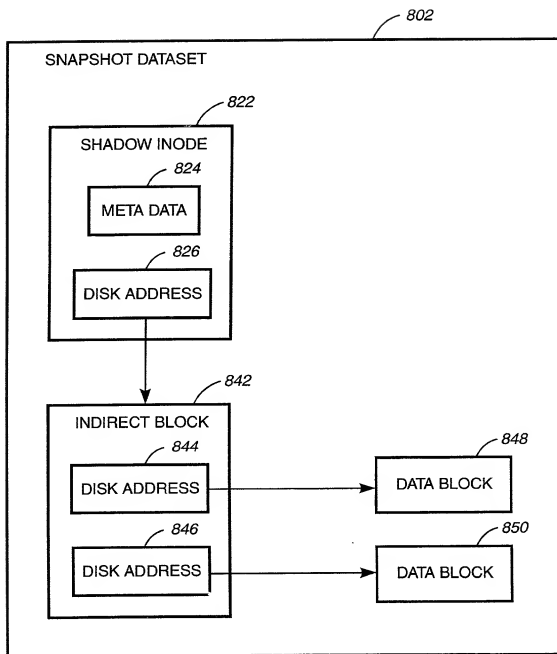 802
SNAPSHOT DATASET
822
SHADOW INODE
824
META DATA
826
DISK ADDRESS
842
INDIRECT BLOCK
844
DISK ADDRESS
848
DATA BLOCK
846
DISK ADDRESS
850
DATA BLOCK